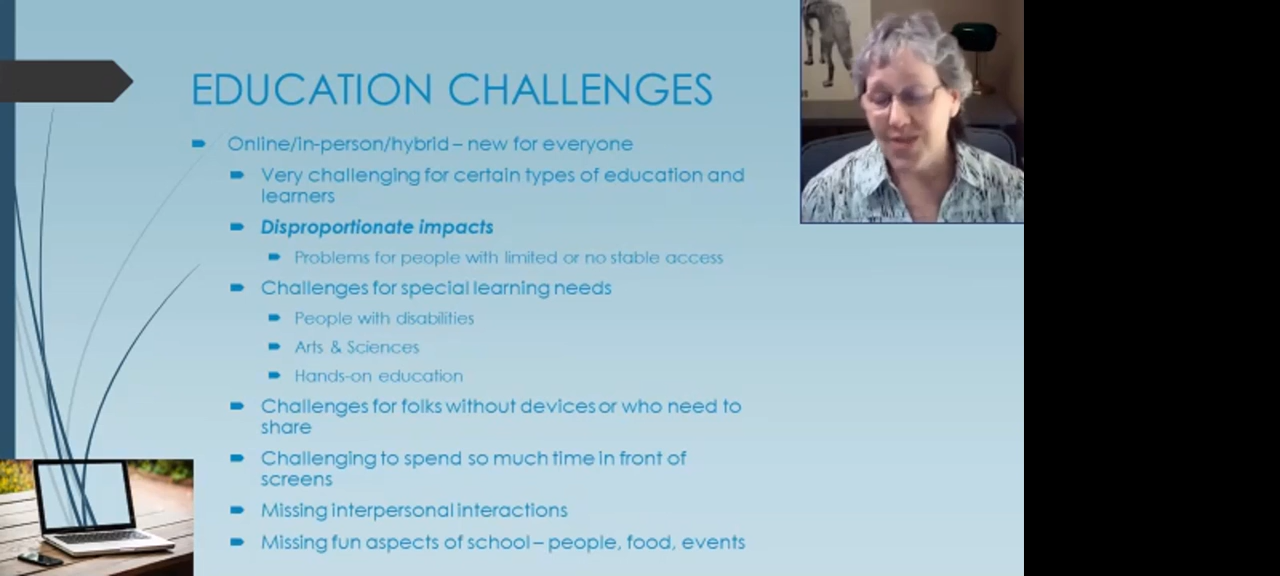 EDUCATION CHALLENGES
Online/in-person/hybrid – new for everyone
Very challenging for certain types of education and
learners
Disproportionate impacts
Problems for people with limited or no stable access
Challenges for special learning needs
People with disabilities
Arts & Sciences
Hands-on education
Challenges for folks without devices or who need to
share
Challenging to spend so much time in front of
screens
Missing interpersonal interactions
Missing fun aspects of school – people, food, events